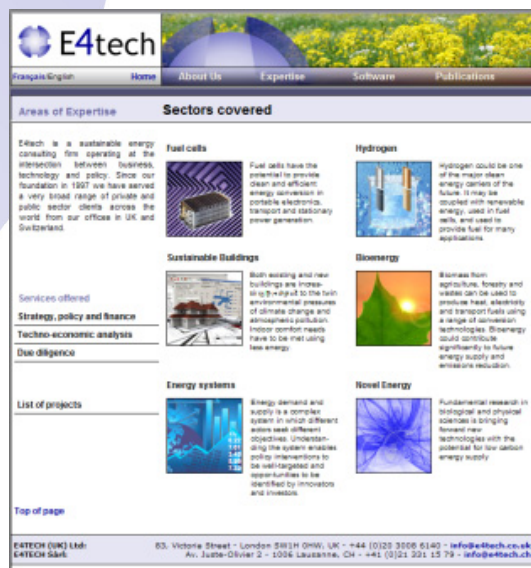 E4tech
Français English
Home
About Us
Expertise
Software
Publications
Areas of Expertise
Sectors covered
E4tech is a sustainable energy
consulting firm operating at the
intersection between business,
technology and policy. Since our
foundation in 1997 we have served
a very broad range of private and
public sector clients across the
world from our offices in UK and
Switzerland.
Services offered
Strategy, policy and finance
Techno-economic analysis
Due diligence
List of projects
Top of page
Fuel cells
Fuel cells have the
potential to provide
clean and efficient
energy conversion in
portable electronics,
transport and stationary
power generation.
Hydrogen
Hydrogen could be one
of the major clean
energy carriers of the
future. It may be
coupled with renewable
energy, used in fuel
cells, and used to
provide fuel for many
applications.
Sustainable Buildings
Both existing and new
buildings are increas-
to the twin
environmental pressures
of climate change and
atmospheric pollution.
Indoor comfort needs
have to be met using
less energy.
Bioenergy
Biomass from
agriculture, forestry and
wastes can be used to
produce heat, electricity
and transport fuels using
a range of conversion
technologies. Bioenergy
could contribute
significantly to future
energy supply and
emissions reduction.
Energy systems
Energy demand and
supply is a complex
system in which different
actors seek different
objectives. Understan-
ding the system enables
policy interventions to
be well-targeted and
opportunities to be
identified by innovators
and investors
Novel Energy
Fundamental research in
biological and physical
sciences is bringing
forward new
technologies with the
potential for low carbon
energy supply
E4TECH (UK) Ltd: 83, Victoria Street - London SW1H 0HW, UK - +44 (0)20 3008 6140 - info@e4tech.co.uk
E4TECH Sàrl: Av. Juste-Olivier 2 - 1006 Lausanne, CH - +41 (0)21 331 15 79 - info@e4tech.ch